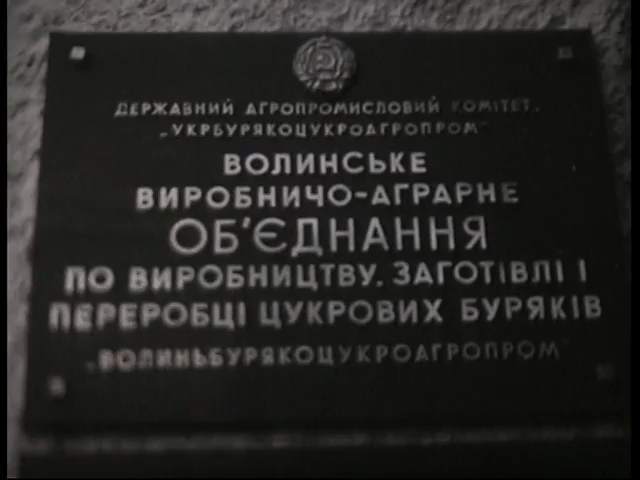 ДЕРЖАВНИЙ АГРОПРОМИСЛОВИЙ КОМІТЕТ
„УКРБУРЯКОЦУКРОАГРОПРОМ"
ВОЛИНСЬКЕ
ВИРОБНИЧО-АГРАРНЕ
ОБ'ЄДНАННЯ
ПО ВИРОБНИЦТВУ, ЗАГОТІВЛІ І
ПЕРЕРОБЦІ ЦУКРОВИХ БУРЯКІВ
„ВОЛИНЬБУРЯКОЦУКРОАГРОПРОМ"